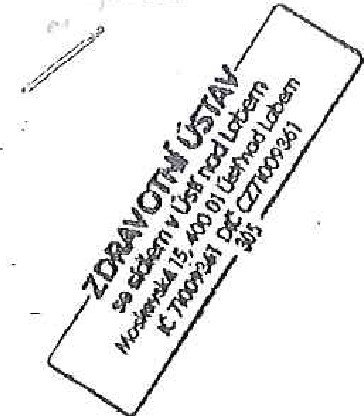 ZDRAVOTNÍ ÚSTAV
se sídlem v Ústí nad Labem
Moskevská 15, 400 01 Ústí nad Labem
IČ 71009361 DIČ CZ71009361
305